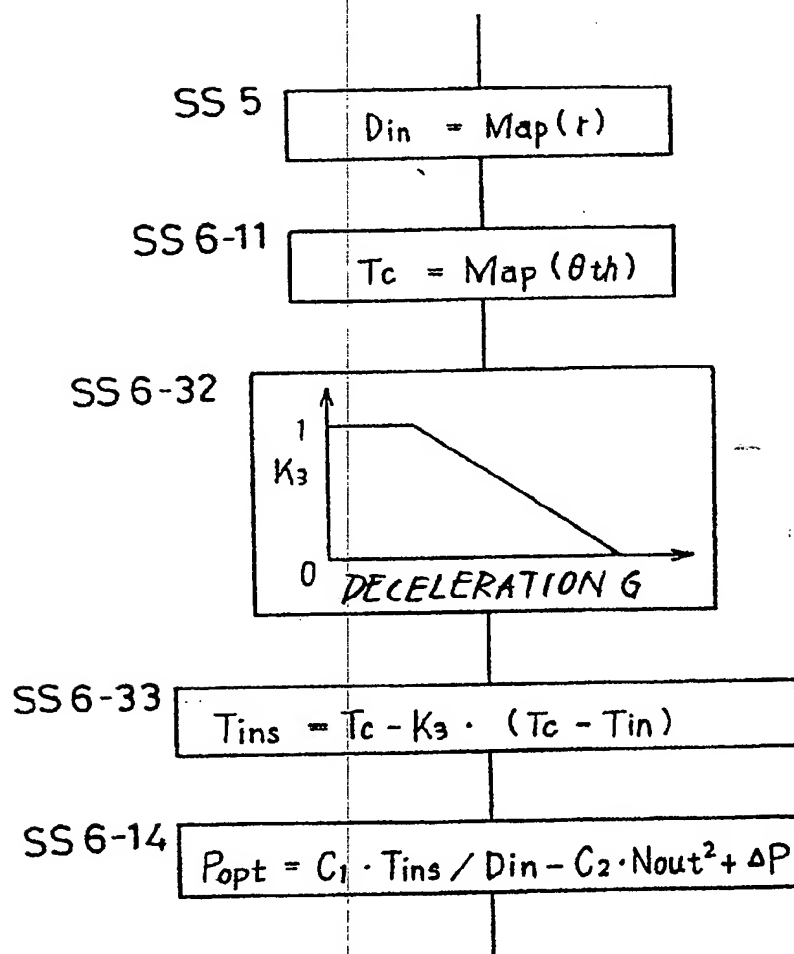 SS 5
Din = Map(r)
SS 6-11
Tc = Map (θth)
SS 6-32
1
K₃
0
DECELERATION G
SS 6-33
Tins = Tc - K₃ · (Tc - Tin)
SS 6-14
Popt = C₁ · Tins / Din - C₂ · Nout² + ΔP